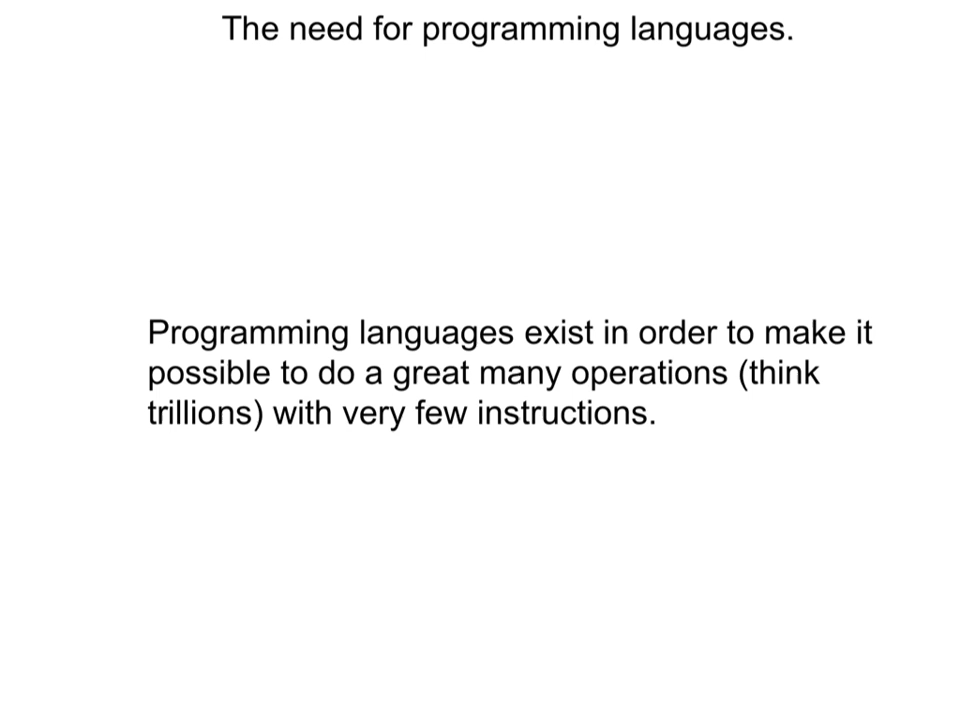 The need for programming languages.
Programming languages exist in order to make it
possible to do a great many operations (think
trillions) with very few instructions.